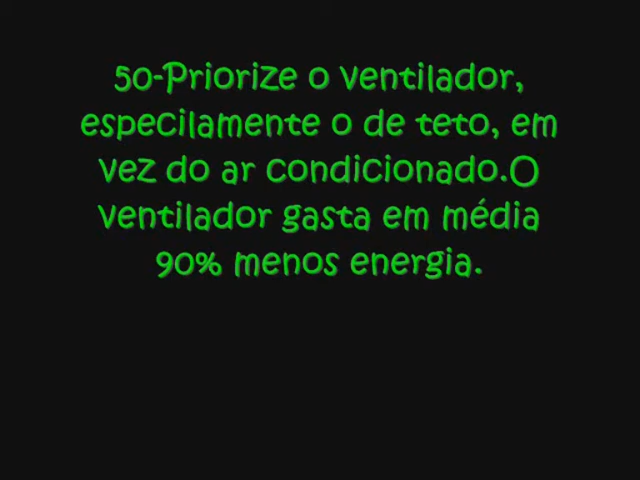 50-Priorize o ventilador,
especilamente o de teto, em
vez do ar condicionado.O
ventilador gasta em média
90% menos energia.